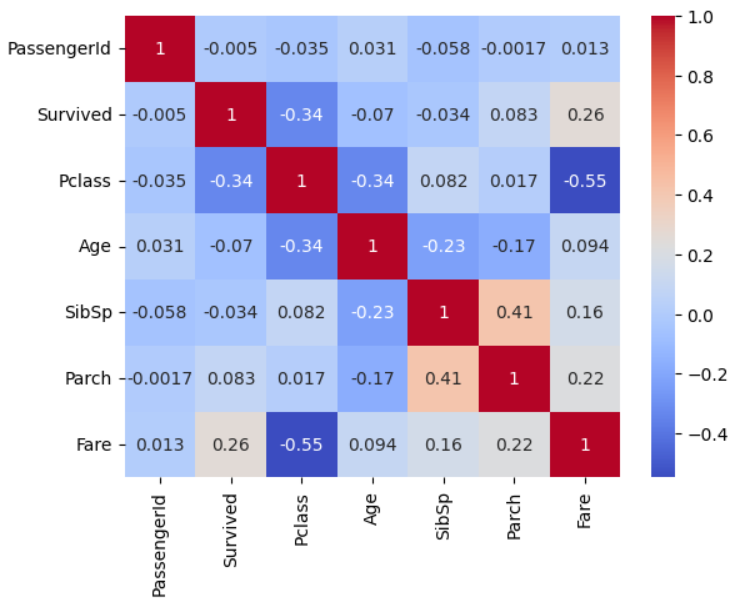 PassengerId 1 -0.005 -0.035 0.031 -0.058 -0.0017 0.013
Survived -0.005 1 -0.34 -0.07 -0.034 0.083 0.26
Pclass -0.035 -0.34 1 -0.34 0.082 0.017 -0.55
Age 0.031 -0.07 -0.34 1 -0.23 -0.17 0.094
SibSp -0.058 -0.034 0.082 -0.23 1 0.41 0.16
Parch -0.0017 0.083 0.017 -0.17 0.41 1 0.22
Fare 0.013 0.26 -0.55 0.094 0.16 0.22 1
PassengerId Survived Pclass Age SibSp Parch Fare
1.0
0.8
0.6
0.4
0.2
0.0
−0.2
−0.4